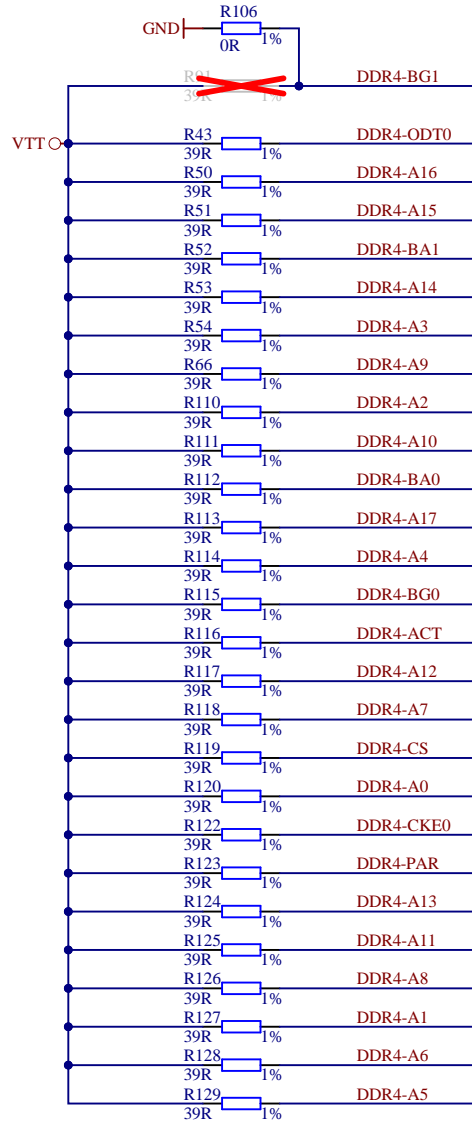 R106
GND
0R 1%
R91 DDR4-BG1
39R 1%
VTT
R43 DDR4-ODT0
39R 1%
R50 DDR4-A16
39R 1%
R51 DDR4-A15
39R 1%
R52 DDR4-BA1
39R 1%
R53 DDR4-A14
39R 1%
R54 DDR4-A3
39R 1%
R66 DDR4-A9
39R 1%
R110 DDR4-A2
39R 1%
R111 DDR4-A10
39R 1%
R112 DDR4-BA0
39R 1%
R113 DDR4-A17
39R 1%
R114 DDR4-A4
39R 1%
R115 DDR4-BG0
39R 1%
R116 DDR4-ACT
39R 1%
R117 DDR4-A12
39R 1%
R118 DDR4-A7
39R 1%
R119 DDR4-CS
39R 1%
R120 DDR4-A0
39R 1%
R122 DDR4-CKE0
39R 1%
R123 DDR4-PAR
39R 1%
R124 DDR4-A13
39R 1%
R125 DDR4-A11
39R 1%
R126 DDR4-A8
39R 1%
R127 DDR4-A1
39R 1%
R128 DDR4-A6
39R 1%
R129 DDR4-A5
39R 1%